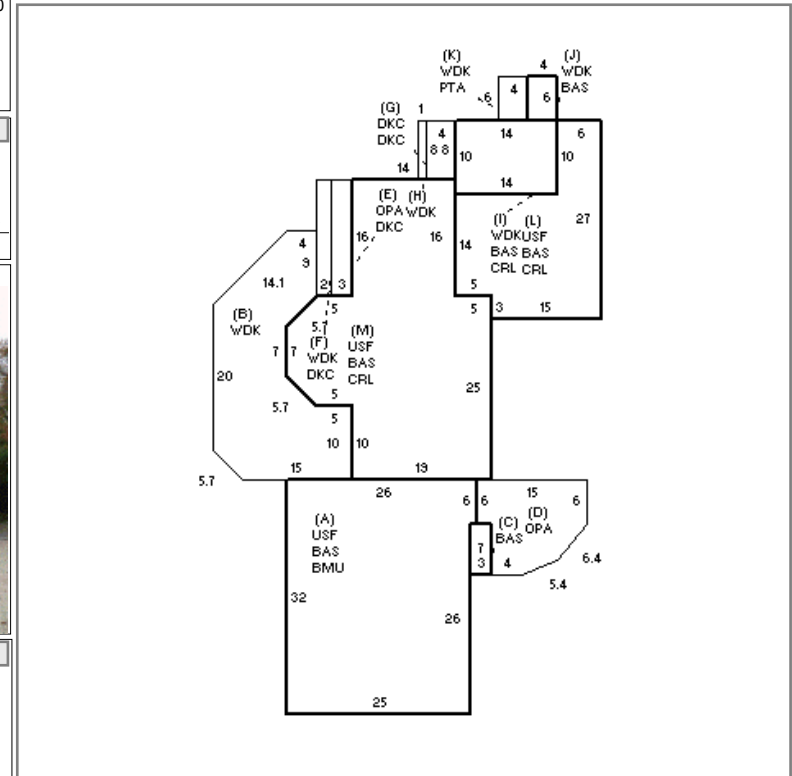 (K)
WDK
PTA
4
(J)
WDK
BAS
6
4
6
(G)
DKC
DKC
1
4
8 8
14
14
6
10
10
14
(E)
OPA
DKC
(H)
WDK
16
16
14
27
(I)
WDK
BAS
CRL
(L)
USF
BAS
CRL
4
9
14.1
2
3
5
5
3
15
(B)
WDK
5
5.7
(F)
WDK
DKC
(M)
USF
BAS
CRL
7
7
20
25
5
5.7
5
10
10
15
19
5.7
26
6
6
15
6
(A)
USF
BAS
BMU
(C)
BAS
(D)
OPA
7
3
4
6.4
5.4
32
26
25